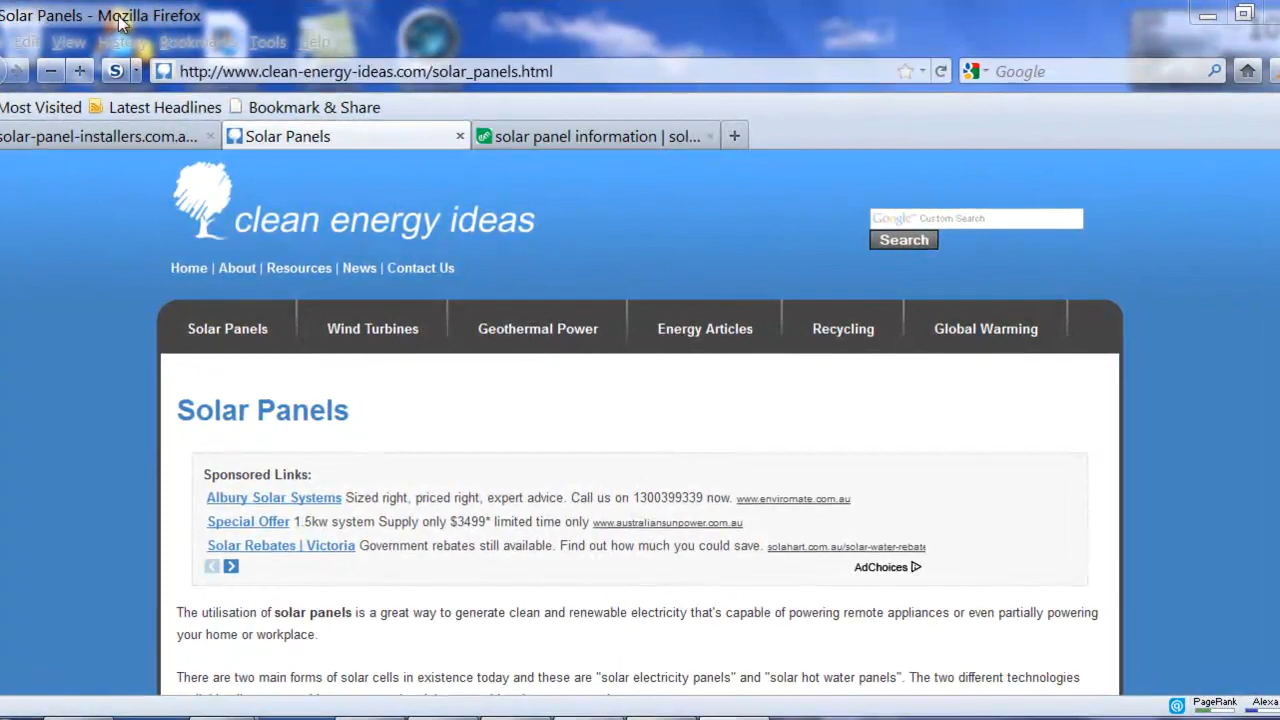 Solar Panels - Mozilla Firefox
Edit View History Bookmarks Tools Help
http://www.clean-energy-ideas.com/solar_panels.html
Google
Most Visited Latest Headlines Bookmark & Share
solar-panel-installers.com.a...
Solar Panels
solar panel information | sol...
clean energy ideas
Google™ Custom Search
Search
Home | About | Resources | News | Contact Us
Solar Panels Wind Turbines Geothermal Power Energy Articles Recycling Global Warming
Solar Panels
Sponsored Links:
Albury Solar Systems Sized right, priced right, expert advice. Call us on 1300399339 now. www.enviromate.com.au
Special Offer 1.5kw system Supply only $3499* limited time only www.australiansunpower.com.au
Solar Rebates | Victoria Government rebates still available. Find out how much you could save. solahart.com.au/solar-water-rebate
AdChoices
The utilisation of solar panels is a great way to generate clean and renewable electricity that's capable of powering remote appliances or even partially powering
your home or workplace.
There are two main forms of solar cells in existence today and these are "solar electricity panels" and "solar hot water panels". The two different technologies
PageRank Alexa